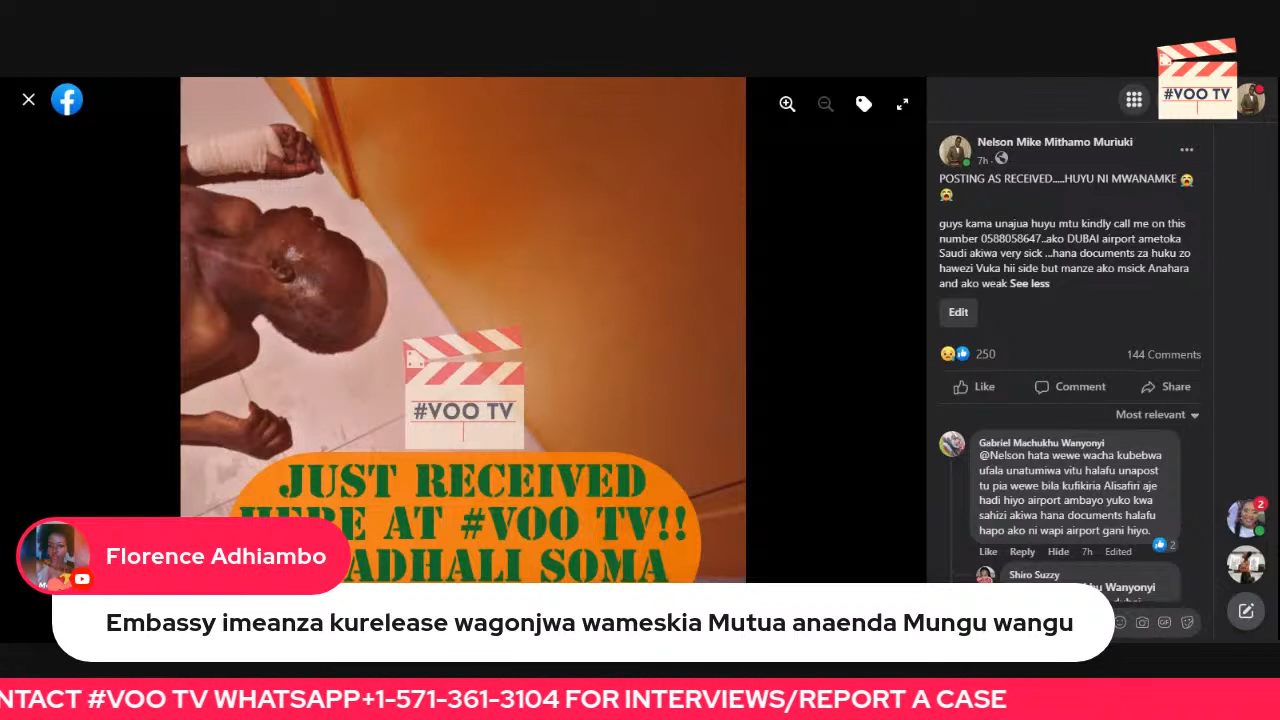 #VOO TV
Nelson Mike Mithamo Muriuki
7h
POSTING AS RECEIVED.....HUYU NI MWANAMKE 😭
😭
guys kama unajua huyu mtu kindly call me on this
number 0588058647..ako DUBAI airport ametoka
Saudi akiwa very sick ...hana documents za huku zo
hawezi Vuka hii side but manze ako msick Anahara
and ako weak See less
Edit
250
144 Comments
Like
Comment
Share
Most relevant
Gabriel Machukhu Wanyonyi
@Nelson hata wewe wacha kubebwa
ufala unatumiwa vitu halafu unapost
tu pia wewe bila kufikiria Alisafiri aje
hadi hiyo airport ambayo yuko kwa
sahizi akiwa hana documents halafu
hapo ako ni wapi airport gani hiyo.
2
Like Reply Hide 7h Edited
Shiro Suzzy
Wanyonyi
2
#VOO TV
JUST RECEIVED
HERE AT #VOO TV!!
ADHALI SOMA
Florence Adhiambo
Embassy imeanza kurelease wagonjwa wameskia Mutua anaenda Mungu wangu
NTACT #VOO TV WHATSAPP+1-571-361-3104 FOR INTERVIEWS/REPORT A CASE